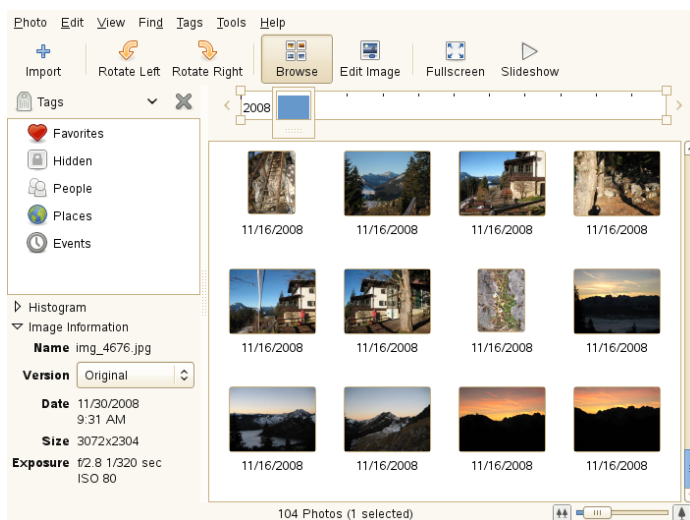 Photo Edit View Find Tags Tools Help
Import Rotate Left Rotate Right Browse Edit Image Fullscreen Slideshow
Tags
2008
Favorites
Hidden
People
Places
Events
11/16/2008 11/16/2008 11/16/2008 11/16/2008
Histogram
Image Information
Name img_4676.jpg
11/16/2008 11/16/2008 11/16/2008 11/16/2008
Version Original
Date 11/30/2008
9:31 AM
Size 3072x2304
Exposure f/2.8 1/320 sec
ISO 80
11/16/2008 11/16/2008 11/16/2008 11/16/2008
104 Photos (1 selected)